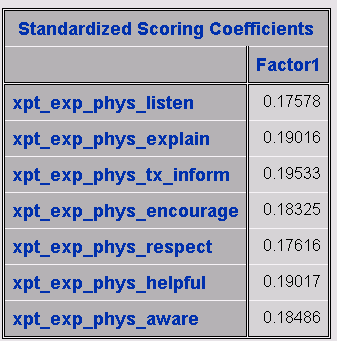 Standardized Scoring Coefficients
Factor1
xpt_exp_phys_listen 0.17578
xpt_exp_phys_explain 0.19016
xpt_exp_phys_tx_inform 0.19533
xpt_exp_phys_encourage 0.18325
xpt_exp_phys_respect 0.17616
xpt_exp_phys_helpful 0.19017
xpt_exp_phys_aware 0.18486